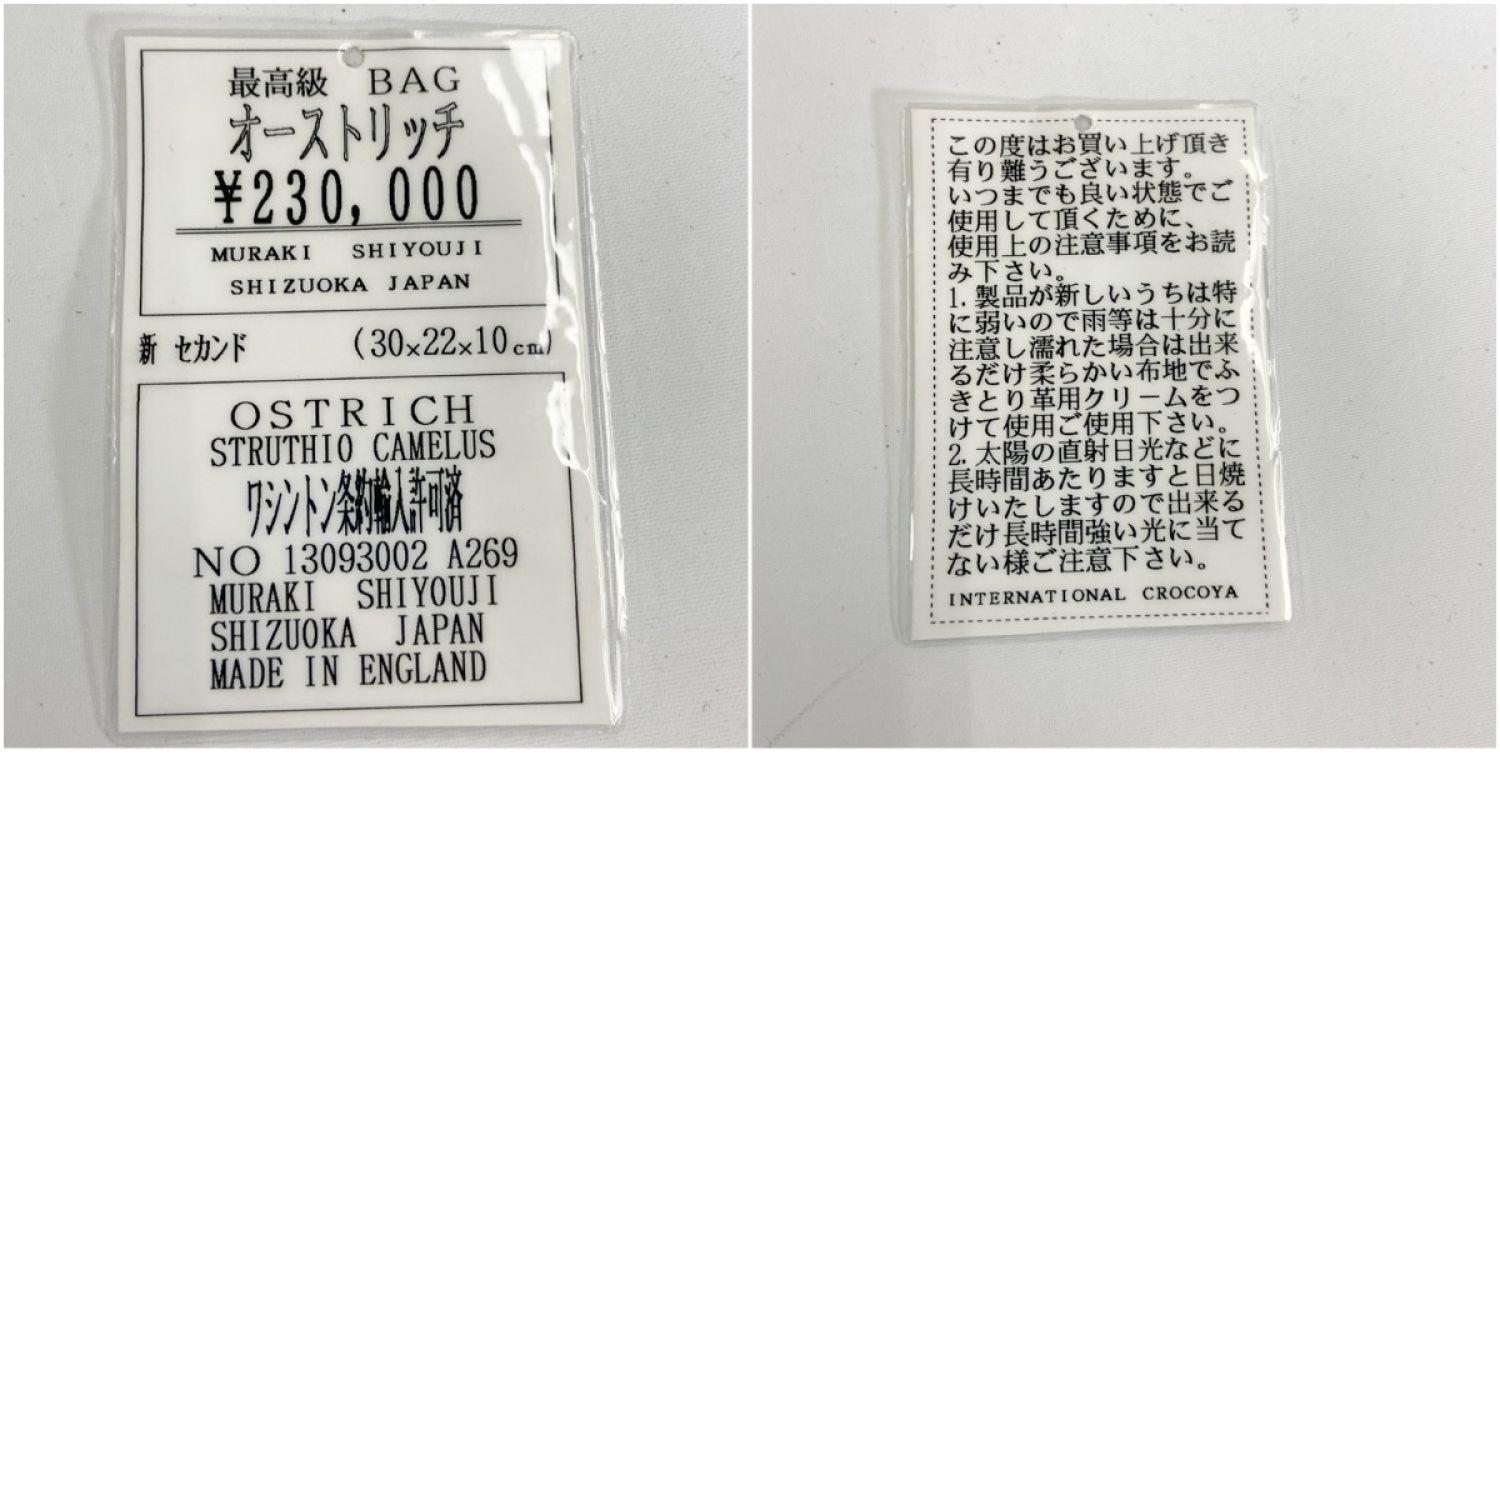 最高級 BAG
オーストリッチ
¥230,000
MURAKI SHIYOUJI
SHIZUOKA JAPAN
新 セカンド (30×22×10cm)
OSTRICH
STRUTHIO CAMELUS
ワシントン条約輸入許可済
NO 13093002 A269
MURAKI SHIYOUJI
SHIZUOKA JAPAN
MADE IN ENGLAND
この度はお買い上げ頂き
有り難うございます。
いつまでも良い状態でご
使用して頂くために、
使用上の注意事項をお読
み下さい。
1.製品が新しいうちは特
に弱いので雨等は十分に
注意し濡れた場合は出来
るだけ柔らかい布地でふ
きとり革用クリームをつ
けて使用ご使用下さい。
2.太陽の直射日光などに
長時間あたりますと日焼
けいたしますので出来る
だけ長時間強い光に当て
ない様ご注意下さい。
INTERNATIONAL CROCOYA